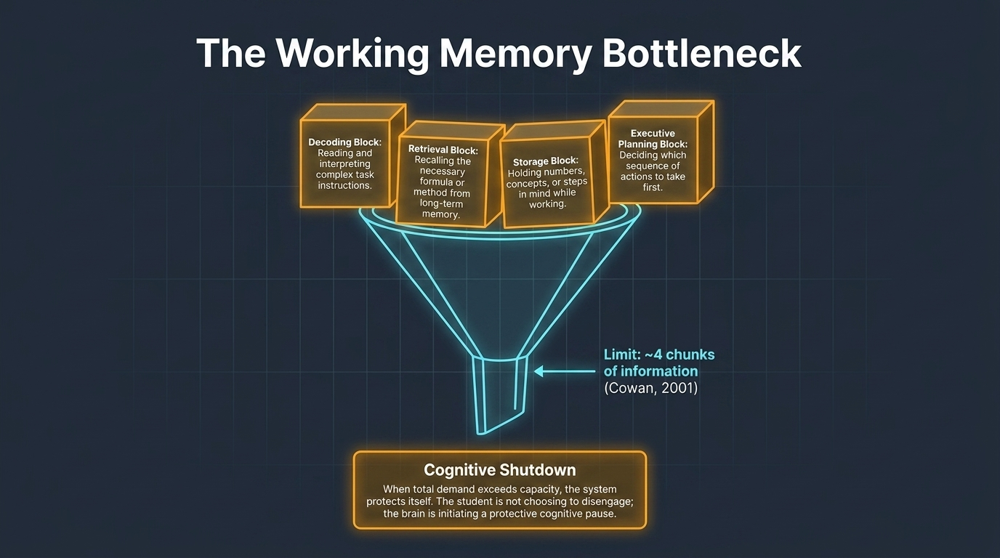 The Working Memory Bottleneck
Decoding Block:
Reading and
interpreting
complex task
instructions.
Retrieval Block:
Recalling the
necessary
formula or
method from
long-term
memory.
Storage Block:
Holding numbers,
concepts, or steps
in mind while
working.
Executive
Planning Block:
Deciding which
sequence of
actions to take
first.
Limit: ~4 chunks
of information
(Cowan, 2001)
Cognitive Shutdown
When total demand exceeds capacity, the system
protects itself. The student is not choosing to disengage;
the brain is initiating a protective cognitive pause.